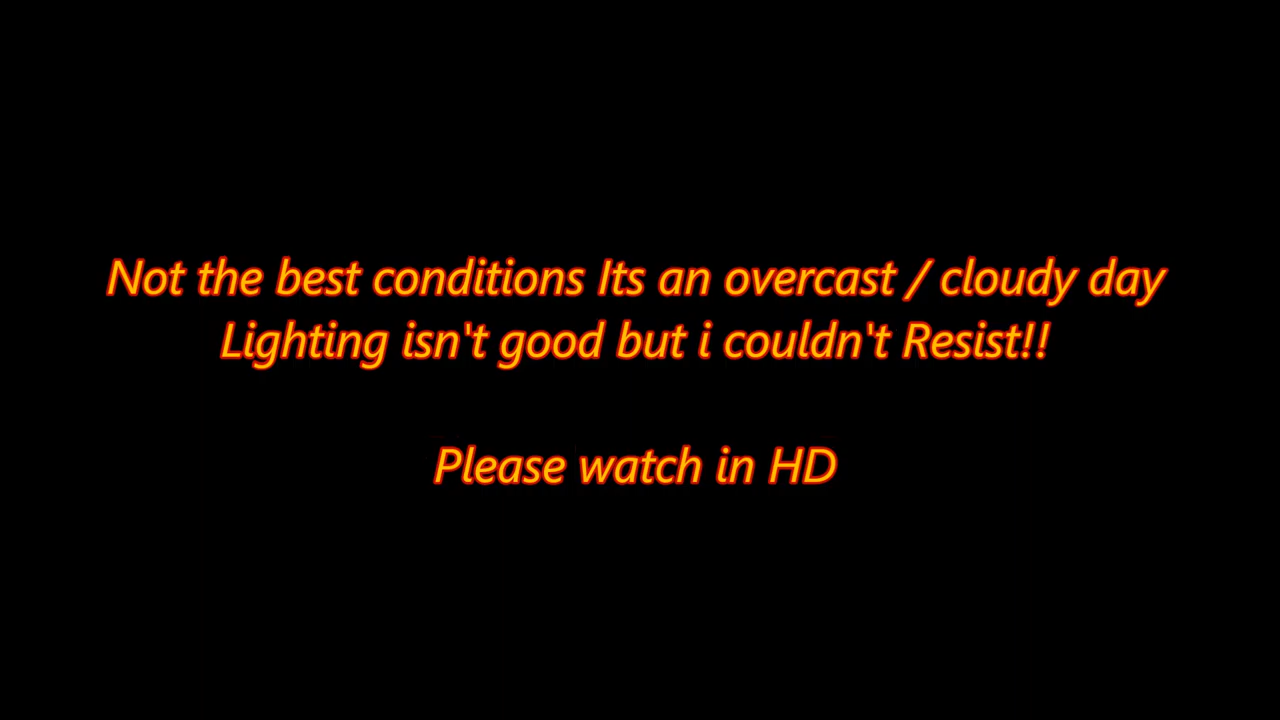 Not the best conditions Its an overcast / cloudy day
Lighting isn't good but i couldn't Resist!!
Please watch in HD